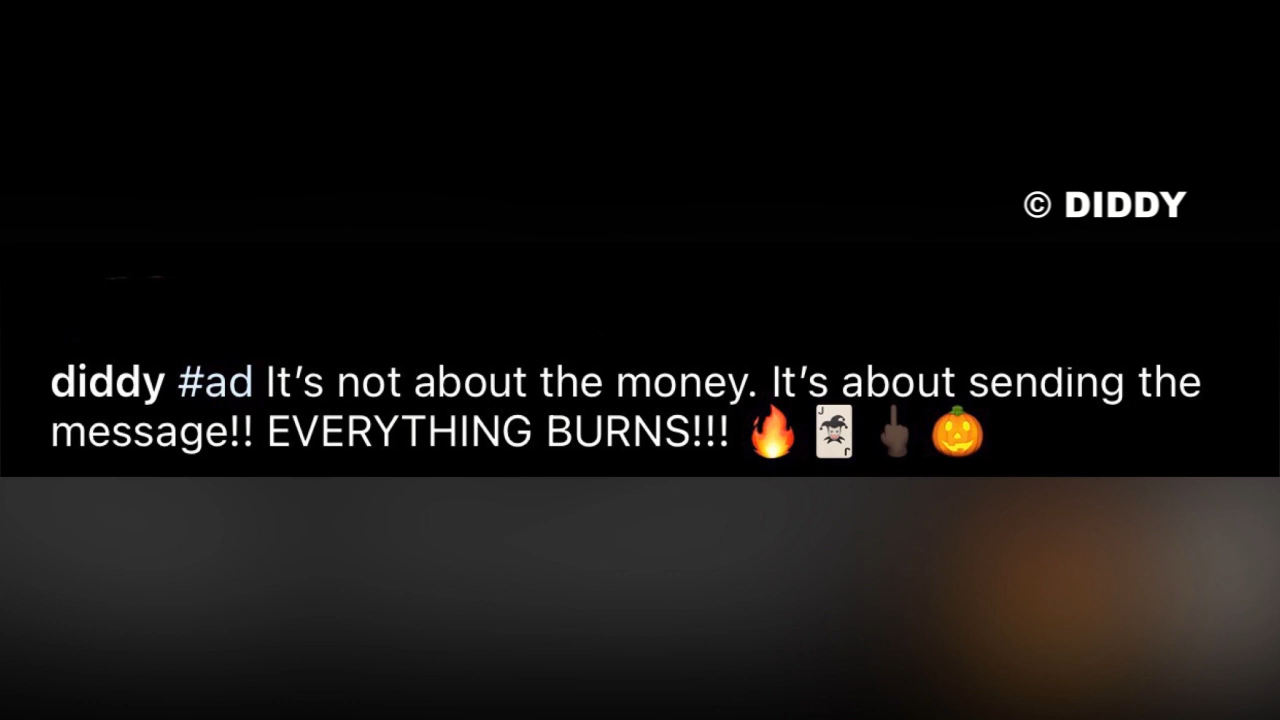 © DIDDY
diddy #ad It’s not about the money. It’s about sending the
message!! EVERYTHING BURNS!!! 🔥 🃏 🖕🏿 🎃